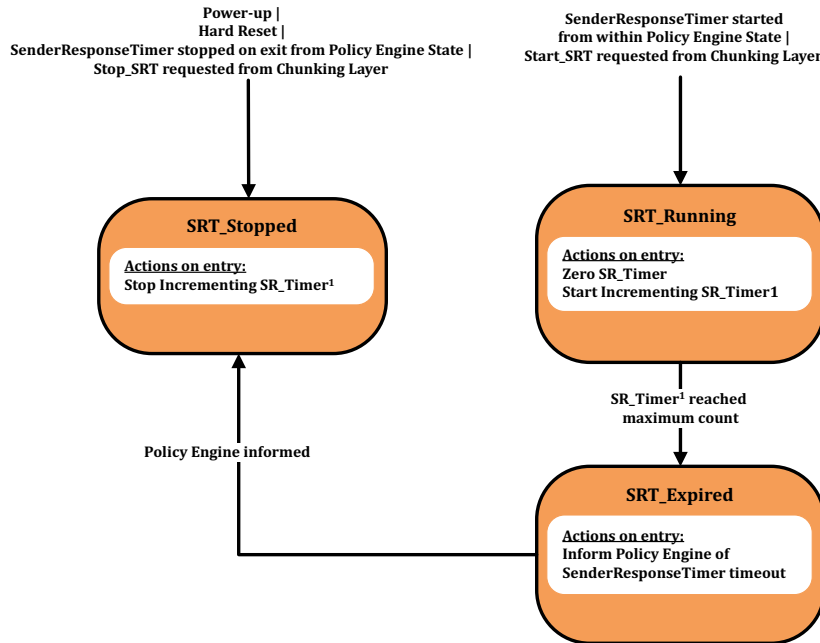 Power-up |
Hard Reset |
SenderResponseTimer stopped on exit from Policy Engine State |
Stop_SRT requested from Chunking Layer
SenderResponseTimer started
from within Policy Engine State |
Start_SRT requested from Chunking Layer
SRT_Stopped
Actions on entry:
Stop Incrementing SR_Timer¹
SRT_Running
Actions on entry:
Zero SR_Timer
Start Incrementing SR_Timer1
SR_Timer¹ reached
maximum count
Policy Engine informed
SRT_Expired
Actions on entry:
Inform Policy Engine of
SenderResponseTimer timeout